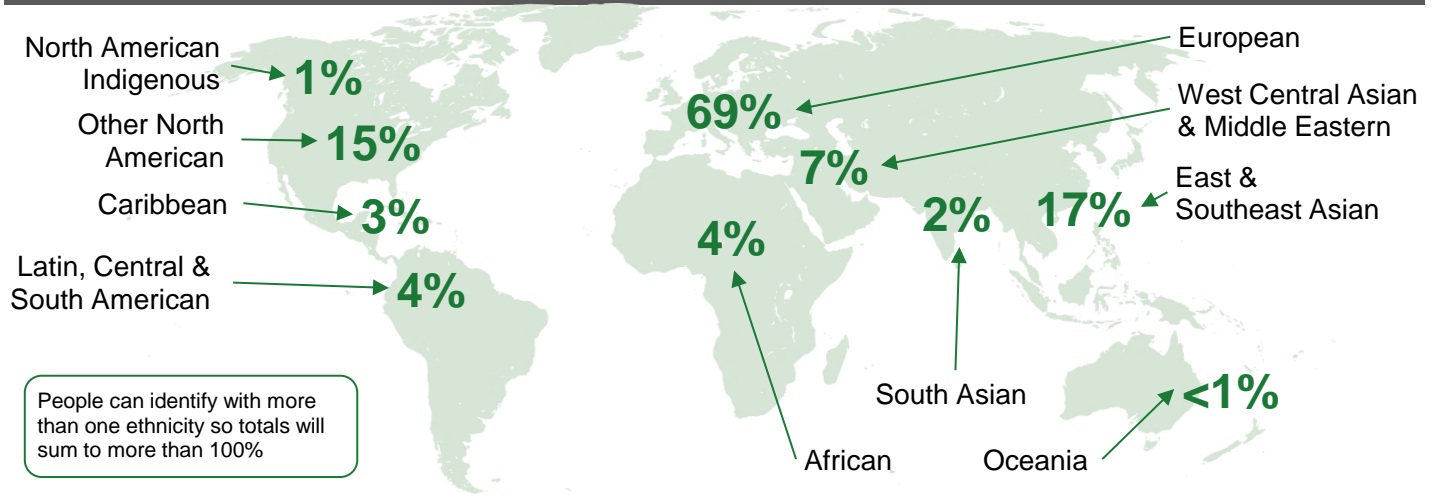 North American
Indigenous
1%
Other North
American
15%
Caribbean
3%
Latin, Central &
South American
4%
European
69%
West Central Asian
& Middle Eastern
7%
East &
Southeast Asian
17%
2%
South Asian
4%
African
<1%
Oceania
People can identify with more
than one ethnicity so totals will
sum to more than 100%